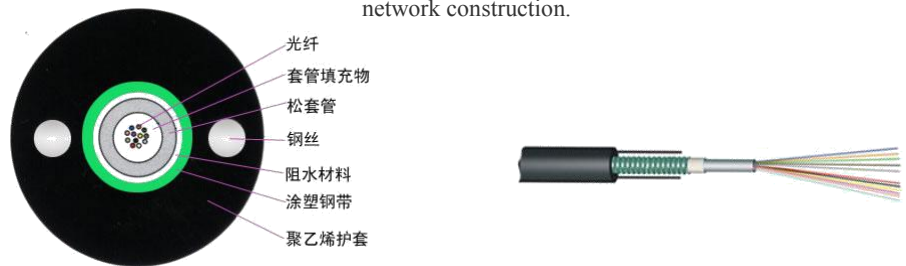 network construction.
光纤
套管填充物
松套管
钢丝
阻水材料
涂塑钢带
聚乙烯护套